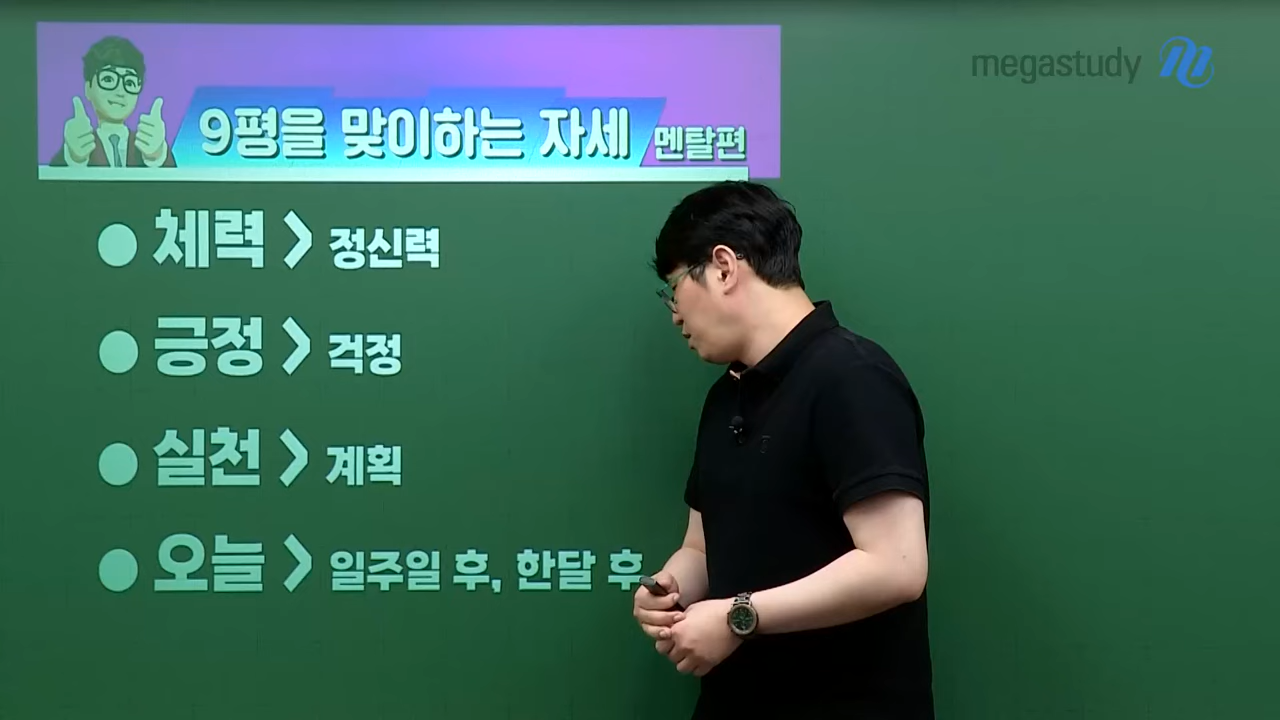 megastudy
9평을 맞이하는 자세 멘탈편
● 체력 > 정신력
● 긍정 > 걱정
● 실천 > 계획
● 오늘 > 일주일 후, 한달 후